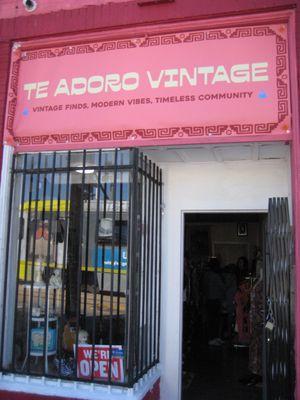 TE ADORO VINTAGE
VINTAGE FINDS, MODERN VIBES, TIMELESS COMMUNITY
WE'RE
OPEN